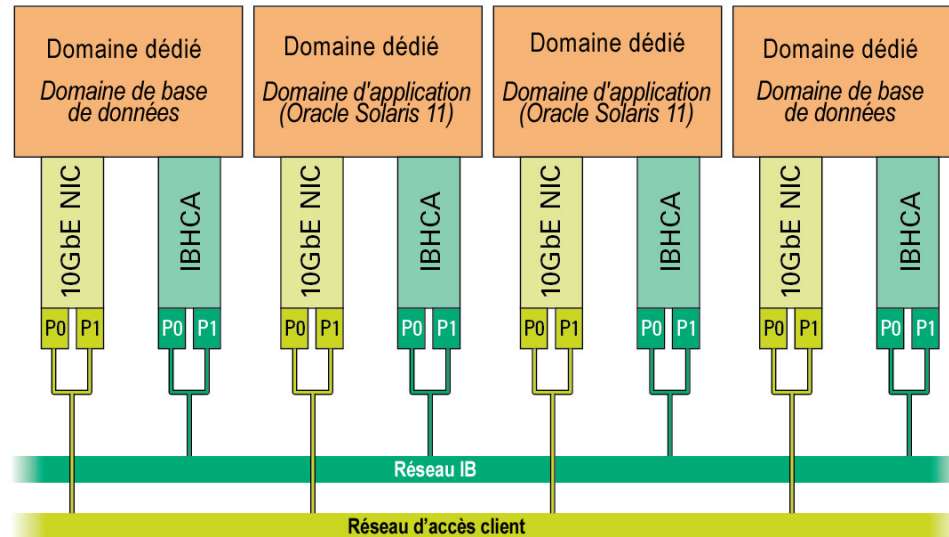 Domaine dédié
Domaine de base
de données
Domaine dédié
Domaine d'application
(Oracle Solaris 11)
Domaine dédié
Domaine d'application
(Oracle Solaris 11)
Domaine dédié
Domaine de base
de données
10GbE NIC
IBHCA
10GbE NIC
IBHCA
10GbE NIC
IBHCA
10GbE NIC
IBHCA
P0 P1
P0 P1
P0 P1
P0 P1
P0 P1
P0 P1
P0 P1
P0 P1
Réseau IB
Réseau d’accès client